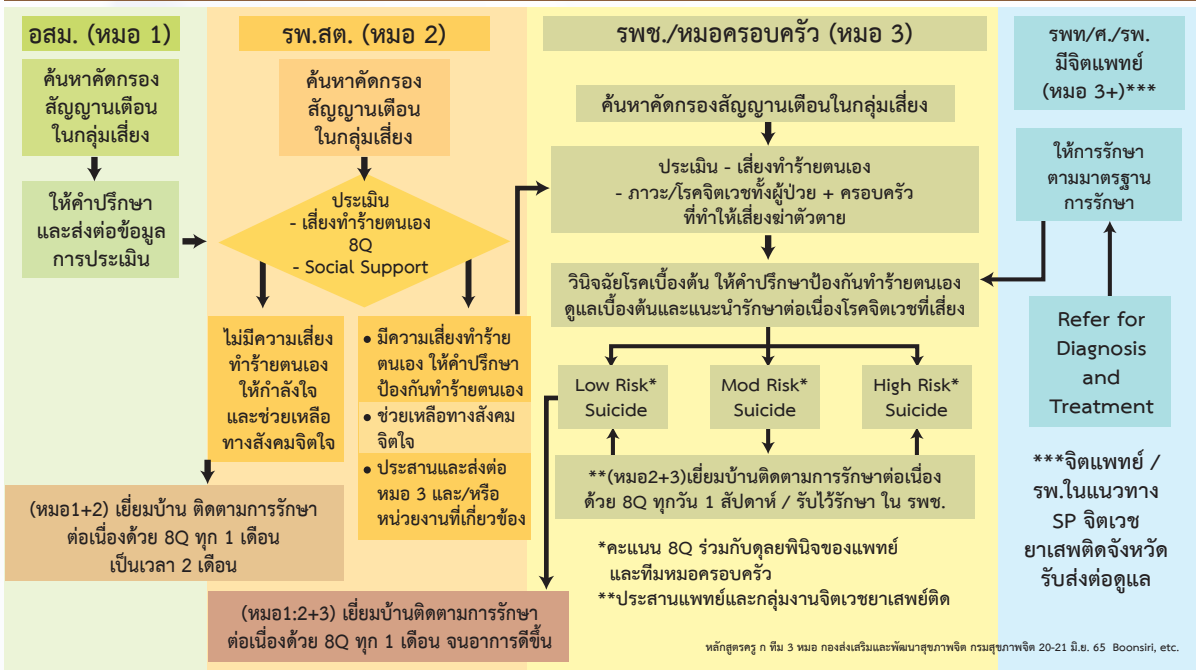 อสม. (หมอ 1)
ค้นหาคัดกรอง
สัญญานเตือน
ในกลุ่มเสี่ยง
ให้คำปรึกษา
และส่งต่อข้อมูล
การประเมิน
รพ.สต. (หมอ 2)
ค้นหาคัดกรอง
สัญญานเตือน
ในกลุ่มเสี่ยง
ประเมิน
- เสี่ยงทำร้ายตนเอง
8Q
- Social Support
ไม่มีความเสี่ยง
ทำร้ายตนเอง
ให้กำลังใจ
และช่วยเหลือ
ทางสังคมจิตใจ
• มีความเสี่ยงทำร้าย
ตนเอง ให้คำปรึกษา
ป้องกันทำร้ายตนเอง
• ช่วยเหลือทางสังคม
จิตใจ
• ประสานและส่งต่อ
หมอ 3 และ/หรือ
หน่วยงานที่เกี่ยวข้อง
(หมอ1+2) เยี่ยมบ้าน ติดตามการรักษา
ต่อเนื่องด้วย 8Q ทุก 1 เดือน
เป็นเวลา 2 เดือน
รพช./หมอครอบครัว (หมอ 3)
ค้นหาคัดกรองสัญญานเตือนในกลุ่มเสี่ยง
ประเมิน - เสี่ยงทำร้ายตนเอง
- ภาวะ/โรคจิตเวชทั้งผู้ป่วย + ครอบครัว
ที่ทำให้เสี่ยงฆ่าตัวตาย
วินิจฉัยโรคเบื้องต้น ให้คำปรึกษาป้องกันทำร้ายตนเอง
ดูแลเบื้องต้นและแนะนำรักษาต่อเนื่องโรคจิตเวชที่เสี่ยง
Low Risk*
Suicide
Mod Risk*
Suicide
High Risk*
Suicide
**(หมอ2+3)เยี่ยมบ้านติดตามการรักษาต่อเนื่อง
ด้วย 8Q ทุกวัน 1 สัปดาห์ / รับไว้รักษา ใน รพช.
*คะแนน 8Q ร่วมกับดุลยพินิจของแพทย์
และทีมหมอครอบครัว
**ประสานแพทย์และกลุ่มงานจิตเวชยาเสพย์ติด
(หมอ1:2+3) เยี่ยมบ้านติดตามการรักษา
ต่อเนื่องด้วย 8Q ทุก 1 เดือน จนอาการดีขึ้น
รพท/ศ./รพ.
มีจิตแพทย์
(หมอ 3+)***
ให้การรักษา
ตามมาตรฐาน
การรักษา
Refer for
Diagnosis
and
Treatment
***จิตแพทย์ /
รพ.ในแนวทาง
SP จิตเวช
ยาเสพติดจังหวัด
รับส่งต่อดูแล
หลักสูตรครู ก ทีม 3 หมอ กองส่งเสริมและพัฒนาสุขภาพจิต กรมสุขภาพจิต 20-21 มิ.ย. 65 Boonsiri, etc.